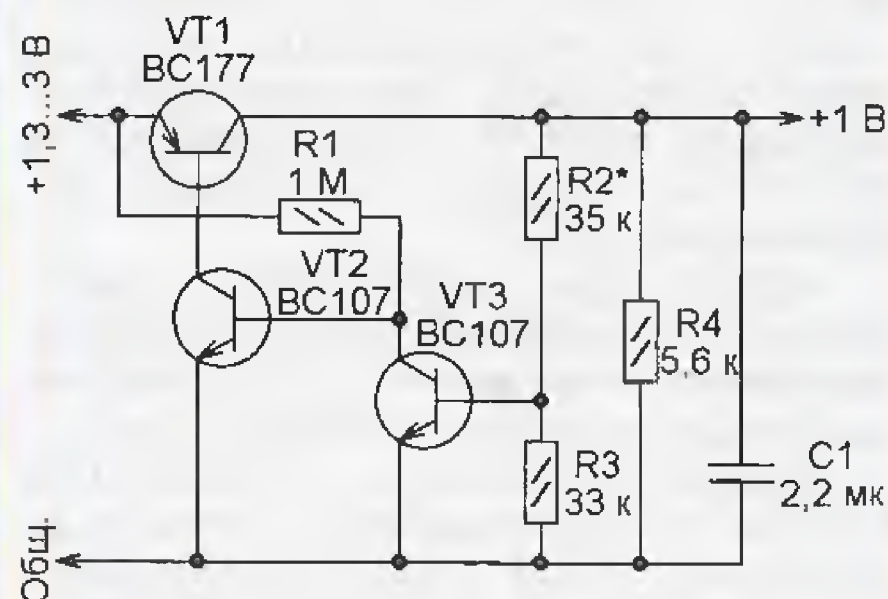 VT1
BC177
+1,3...3 В
R1
1 М
+1 В
R2*
35 к
VT2
BC107
VT3
BC107
R4
5,6 к
R3
33 к
C1
2,2 мк
Общ.